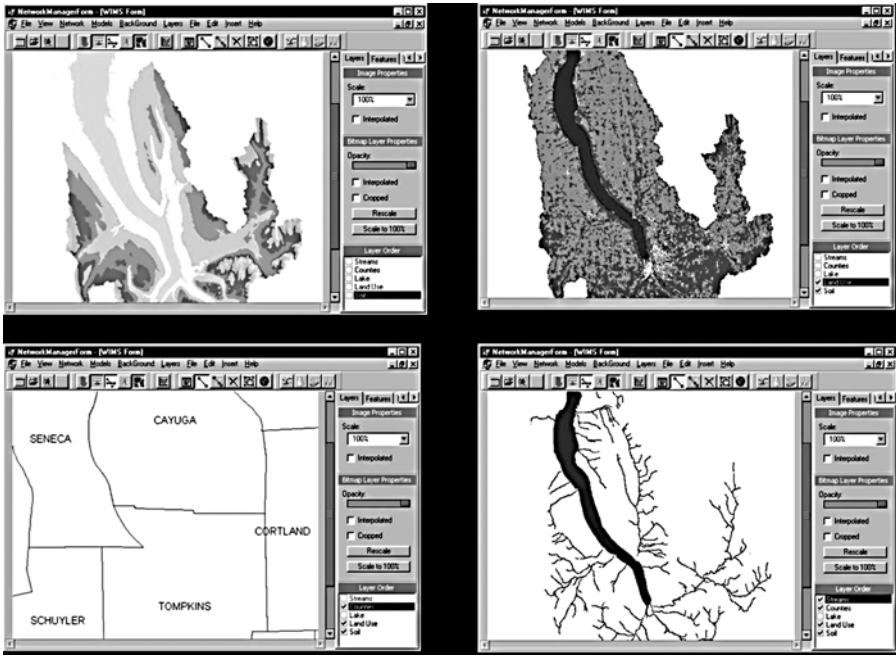 NetworkManagerForm - [WIMS Form]
File View Network Models BackGround Layers File Edit Insert Help
Layers Features
Image Properties
Scale:
100%
Interpolated
Bitmap Layer Properties
Opacity:
Interpolated
Cropped
Rescale
Scale to 100%
Layer Order
Streams
Counties
Lake
Land Use
Soil
NetworkManagerForm - [WIMS Form]
File View Network Models BackGround Layers File Edit Insert Help
Layers Features
Image Properties
Scale:
100%
Interpolated
Bitmap Layer Properties
Opacity:
Interpolated
Cropped
Rescale
Scale to 100%
Layer Order
Streams
Counties
Lake
Land Use
Soil
NetworkManagerForm - [WIMS Form]
File View Network Models BackGround Layers File Edit Insert Help
SENECA
CAYUGA
CORTLAND
SCHUYLER
TOMPKINS
Layers Features
Image Properties
Scale:
100%
Interpolated
Bitmap Layer Properties
Opacity:
Interpolated
Cropped
Rescale
Scale to 100%
Layer Order
Streams
Counties
Lake
Land Use
Soil
NetworkManagerForm - [WIMS Form]
File View Network Models BackGround Layers File Edit Insert Help
Layers Features
Image Properties
Scale:
100%
Interpolated
Bitmap Layer Properties
Opacity:
Interpolated
Cropped
Rescale
Scale to 100%
Layer Order
Streams
Counties
Lake
Land Use
Soil